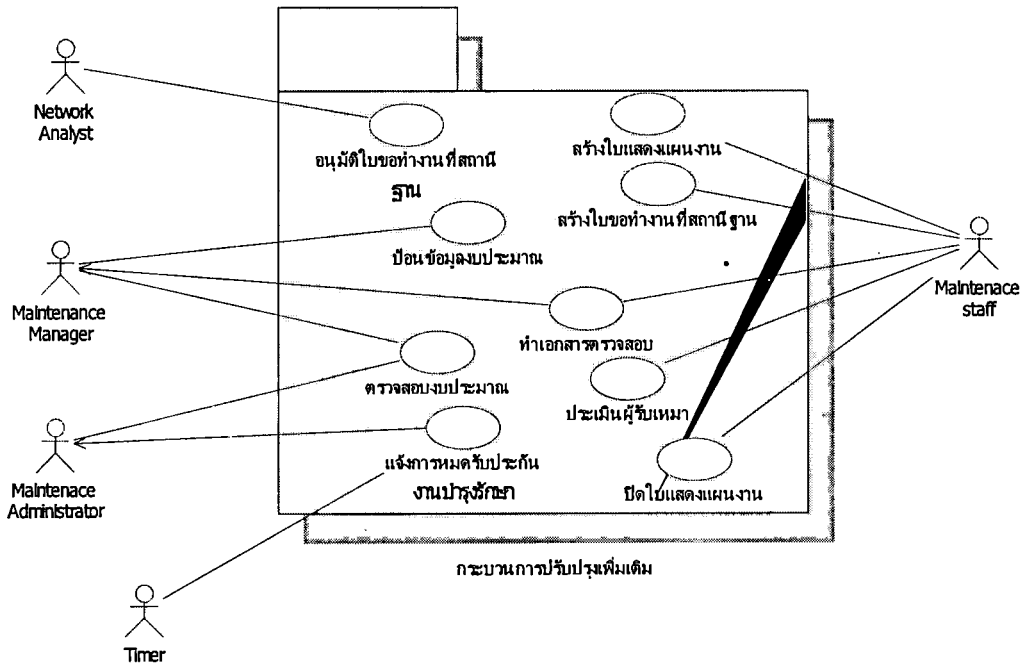 Network
Analyst
อนุมัติใบขอทำงานที่สถานี
ฐาน
สร้างใบแสดงแผนงาน
สร้างใบขอทำงานที่สถานีฐาน
ป้อนข้อมูลงบประมาณ
Maintenance
Manager
Maintenace
staff
ทำเอกสารตรวจสอบ
ตรวจสอบงบประมาณ
ประเมินผู้รับเหมา
แจ้งการหมดรับประกัน
งานบำรุงรักษา
ปิดใบแสดงแผนงาน
Maintenace
Administrator
กระบวนการปรับปรุงเพิ่มเติม
Timer